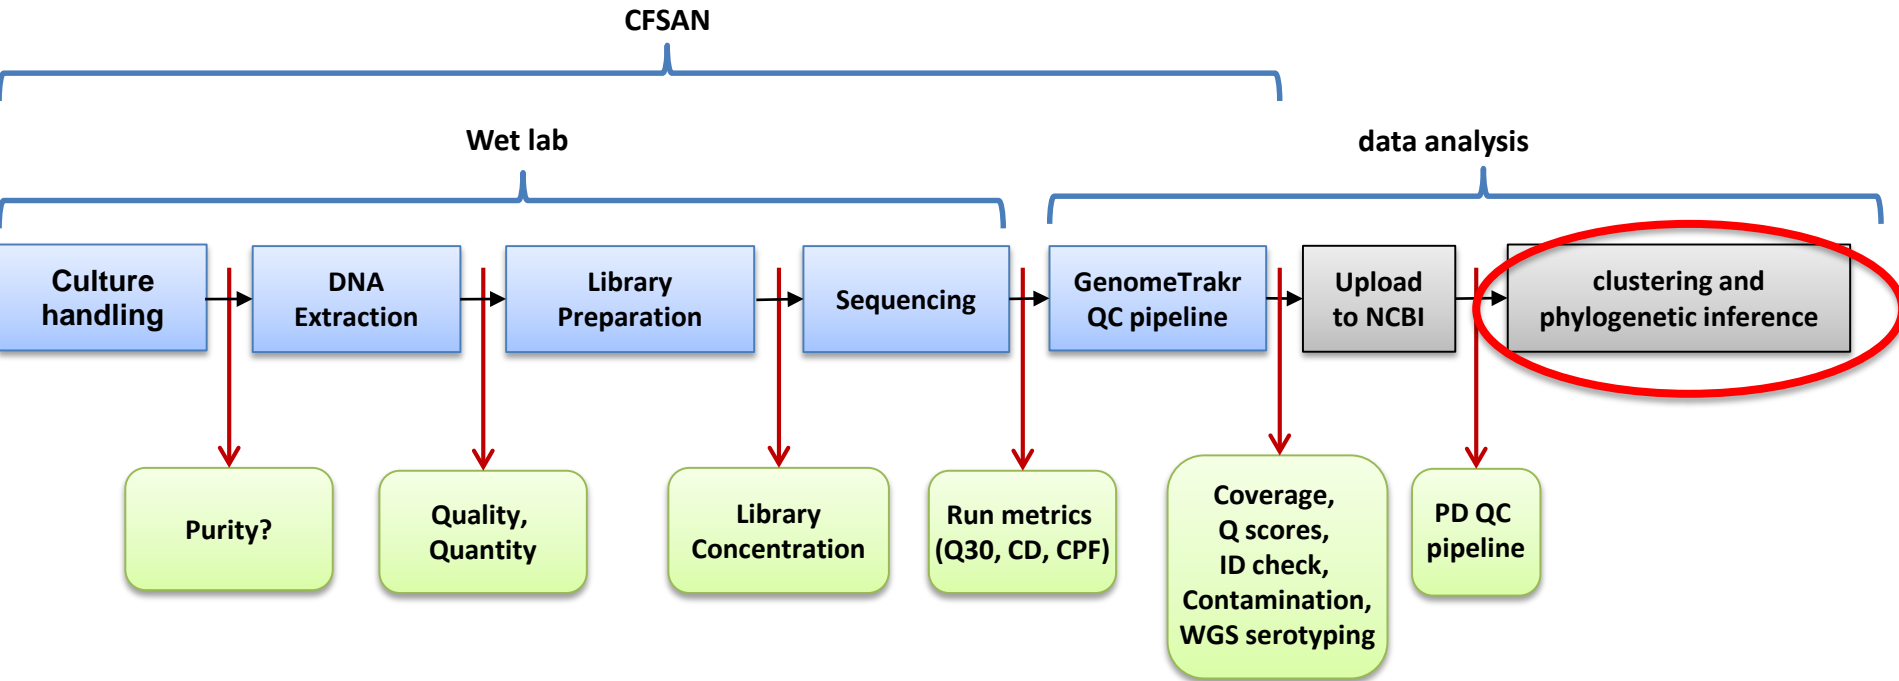 CFSAN
Wet lab
data analysis
Culture
handling
DNA
Extraction
Library
Preparation
Sequencing
GenomeTrakr
QC pipeline
Upload
to NCBI
clustering and
phylogenetic inference
Purity?
Quality,
Quantity
Library
Concentration
Run metrics
(Q30, CD, CPF)
Coverage,
Q scores,
ID check,
Contamination,
WGS serotyping
PD QC
pipeline